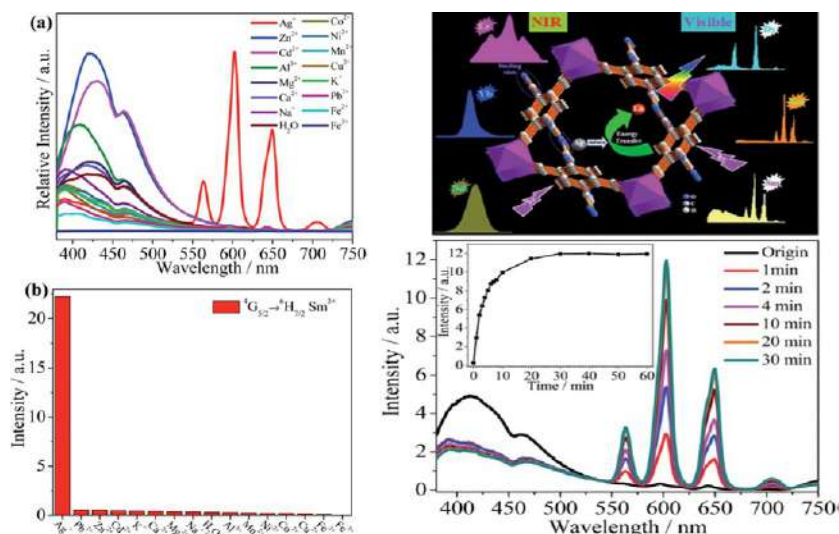 (a)
Relative Intensity / a.u.
Ag⁺
Zn²⁺
Cd²⁺
Al³⁺
Mg²⁺
Ca²⁺
Na⁺
H₂O
Co²⁺
Ni²⁺
Mn²⁺
Cu²⁺
K⁺
Pb²⁺
Fe²⁺
Fe³⁺
400 450 500 550 600 650 700 750
Wavelength / nm
NIR
Visible
Energy
Transfer
(b)
⁴G₅/₂→⁶H₇/₂ Sm³⁺
Intensity / a.u.
20
15
10
5
0
Intensity / a.u.
12
10
8
6
4
2
0
12
10
8
6
4
2
0
Intensity / a.u.
0 10 20 30 40 50 60
Time / min
Origin
1min
2 min
4 min
10 min
20 min
30 min
400 450 500 550 600 650 700 750
Wavelength / nm